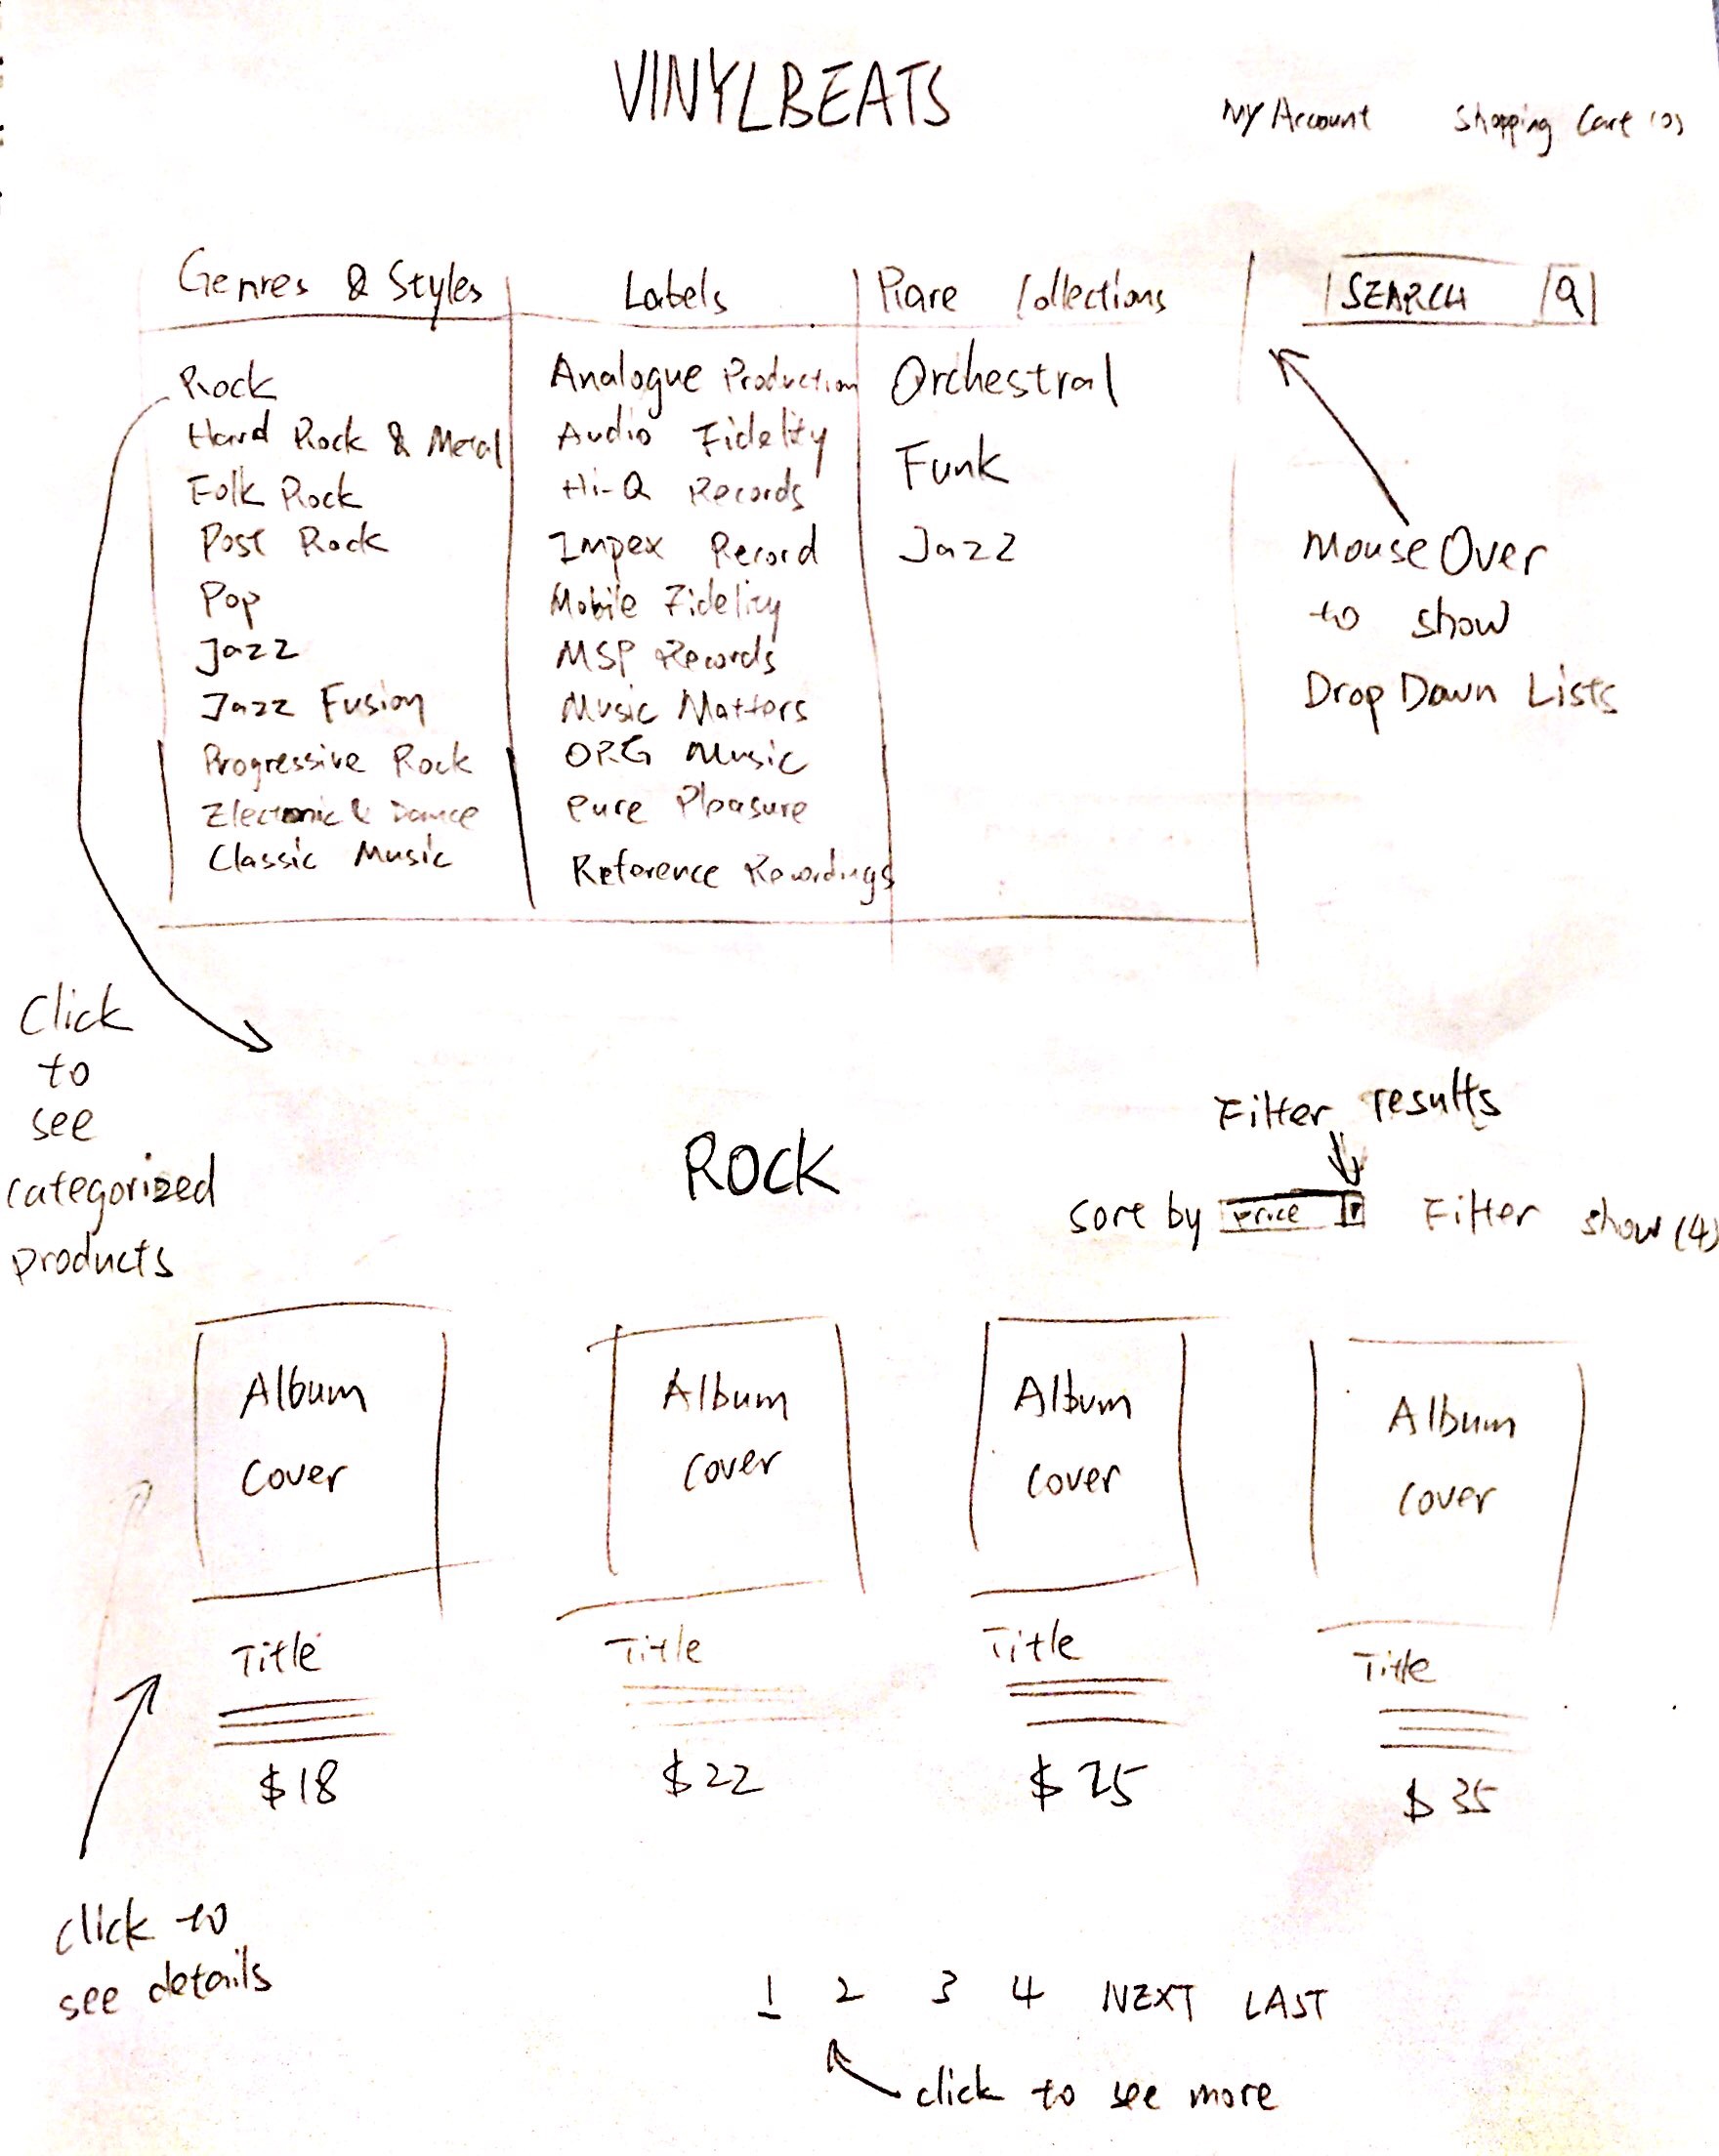 VINYLBEATS
My Account
Shopping Cart (0)
Genres & Styles
Labels
Rare Collections
SEARCH
Rock
Hard Rock & Metal
Folk Rock
Post Rock
Pop
Jazz
Jazz Fusion
Progressive Rock
Electronic & Dance
Classic Music
Analogue Production
Audio Fidelity
Hi-Q Records
Impex Record
Mobile Fidelity
MSP Records
Music Matters
ORG Music
Pure Pleasure
Reference Recordings
Orchestral
Funk
Jazz
Mouse Over
to show
Drop Down Lists
Click
to
see
categorized
products
ROCK
Filter results
sort by price Filter show (4)
Album
Cover
Title
$18
Album
Cover
Title
$22
Album
Cover
Title
$25
Album
Cover
Title
$35
click to
see details
1 2 3 4 NEXT LAST
click to see more